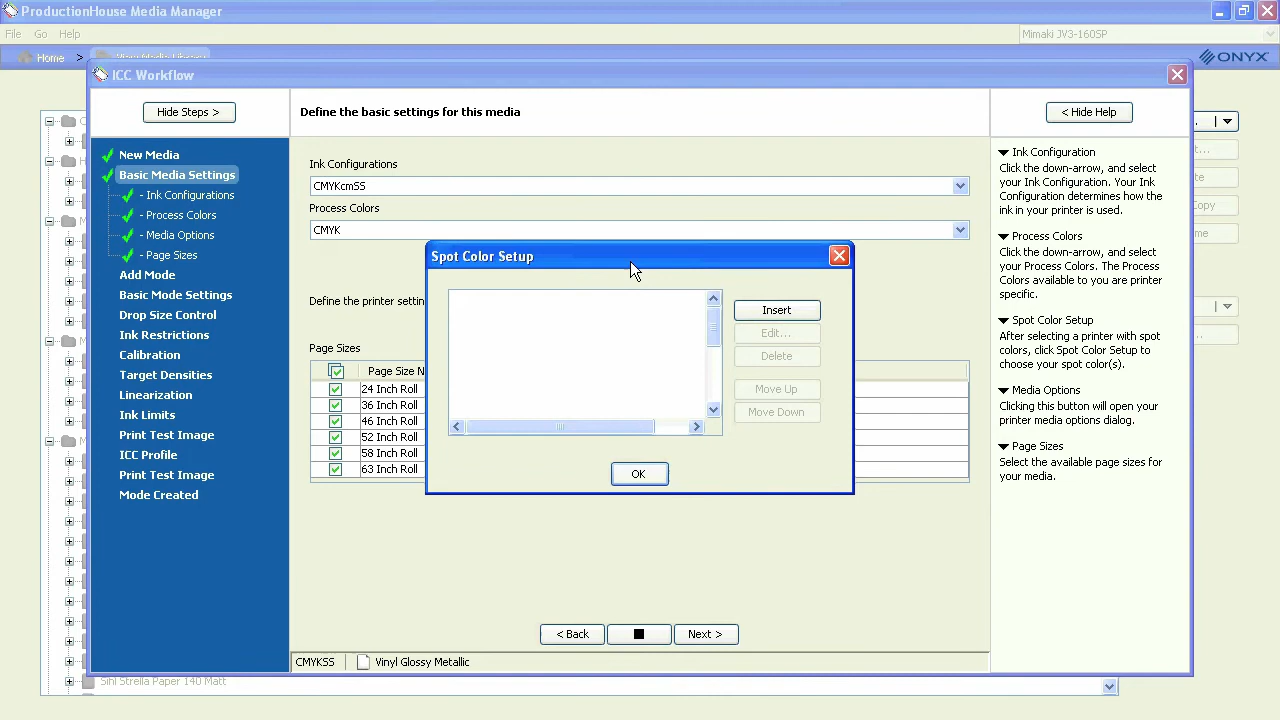 ProductionHouse Media Manager
File Go Help
Mimaki JV3-160SP
Home >
ONYX
ICC Workflow
Hide Steps >
Define the basic settings for this media
< Hide Help
New Media
Basic Media Settings
- Ink Configurations
- Process Colors
- Media Options
- Page Sizes
Add Mode
Basic Mode Settings
Drop Size Control
Ink Restrictions
Calibration
Target Densities
Linearization
Ink Limits
Print Test Image
ICC Profile
Print Test Image
Mode Created
Ink Configurations
CMYKcmSS
Process Colors
CMYK
Define the printer settin
Page Sizes
Page Size N
24 Inch Roll
36 Inch Roll
46 Inch Roll
52 Inch Roll
58 Inch Roll
63 Inch Roll
Spot Color Setup
Insert
Edit...
Delete
Move Up
Move Down
OK
< Back
Next >
CMYKSS
Vinyl Glossy Metallic
Ink Configuration
Click the down-arrow, and select
your Ink Configuration. Your Ink
Configuration determines how the
ink in your printer is used.
Process Colors
Click the down-arrow, and select
your Process Colors. The Process
Colors available to you are printer
specific.
Spot Color Setup
After selecting a printer with spot
colors, click Spot Color Setup to
choose your spot color(s).
Media Options
Clicking this button will open your
printer media options dialog.
Page Sizes
Select the available page sizes for
your media.
Copy
Sihl Strella Paper 140 Matt